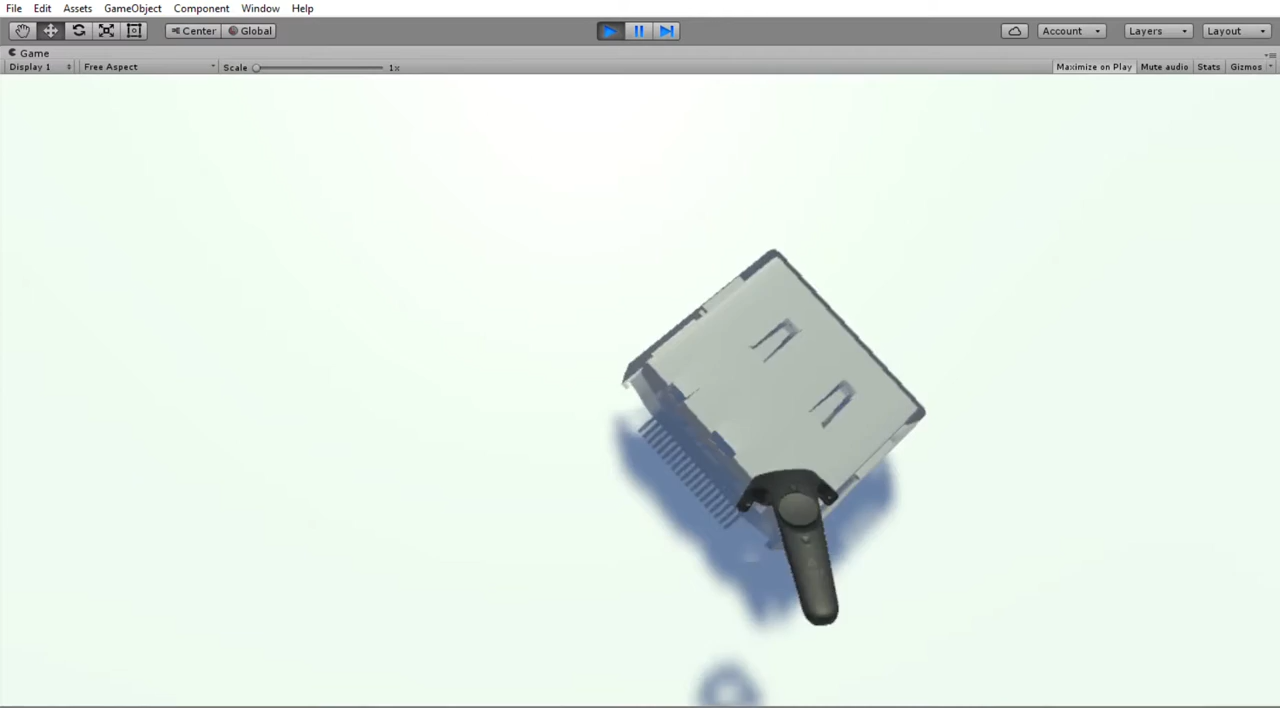 File Edit Assets GameObject Component Window Help
Center Global Account Layers Layout
Game
Display 1 Free Aspect Scale 1x Maximize on Play Mute audio Stats Gizmos